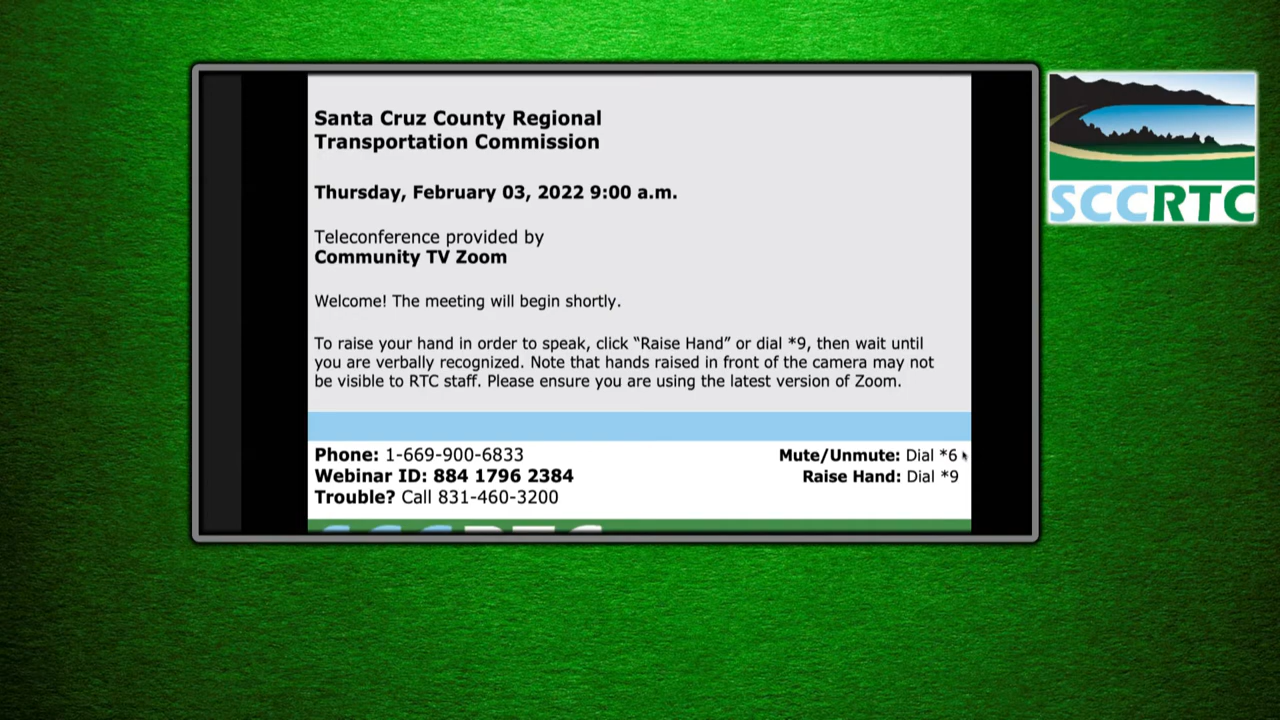 Santa Cruz County Regional
Transportation Commission
Thursday, February 03, 2022 9:00 a.m.
Teleconference provided by
Community TV Zoom
Welcome! The meeting will begin shortly.
To raise your hand in order to speak, click “Raise Hand” or dial *9, then wait until
you are verbally recognized. Note that hands raised in front of the camera may not
be visible to RTC staff. Please ensure you are using the latest version of Zoom.
Phone: 1-669-900-6833
Webinar ID: 884 1796 2384
Trouble? Call 831-460-3200
Mute/Unmute: Dial *6
Raise Hand: Dial *9
SCCRTC
SCCRTC